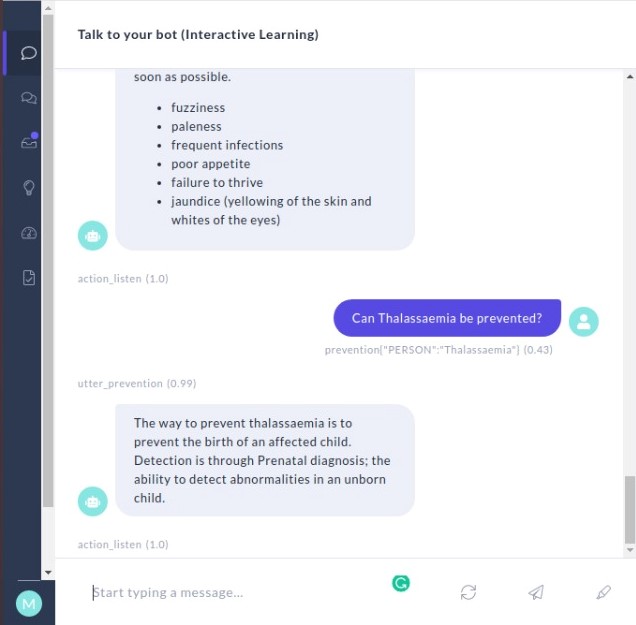 Talk to your bot (Interactive Learning)
soon as possible.
• fuzziness
• paleness
• frequent infections
• poor appetite
• failure to thrive
• jaundice (yellowing of the skin and
whites of the eyes)
action_listen (1.0)
Can Thalassaemia be prevented?
prevention["PERSON":"Thalassaemia"] (0.43)
utter_prevention (0.99)
The way to prevent thalassaemia is to
prevent the birth of an affected child.
Detection is through Prenatal diagnosis; the
ability to detect abnormalities in an unborn
child.
action_listen (1.0)
Start typing a message...
M